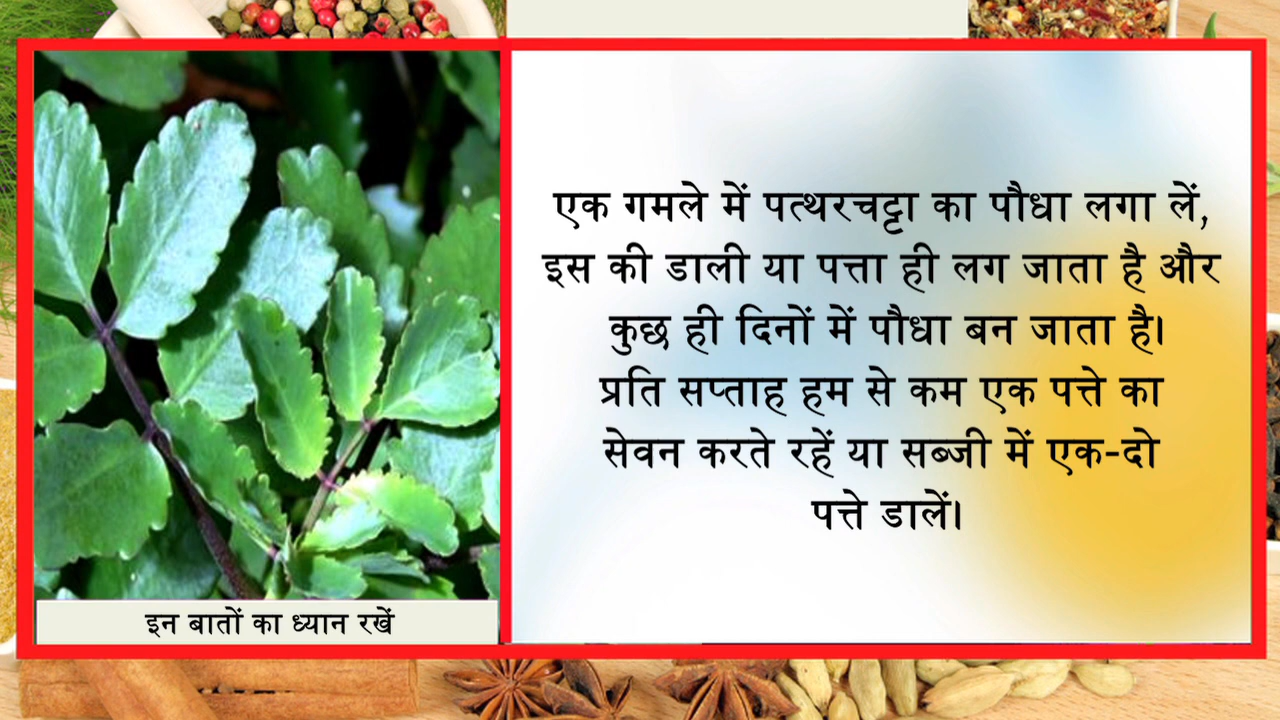 एक गमले में पत्थरचट्टा का पौधा लगा लें,
इस की डाली या पत्ता ही लग जाता है और
कुछ ही दिनों में पौधा बन जाता है।
प्रति सप्ताह हम से कम एक पत्ते का
सेवन करते रहें या सब्जी में एक-दो
पत्ते डालें।
इन बातों का ध्यान रखें